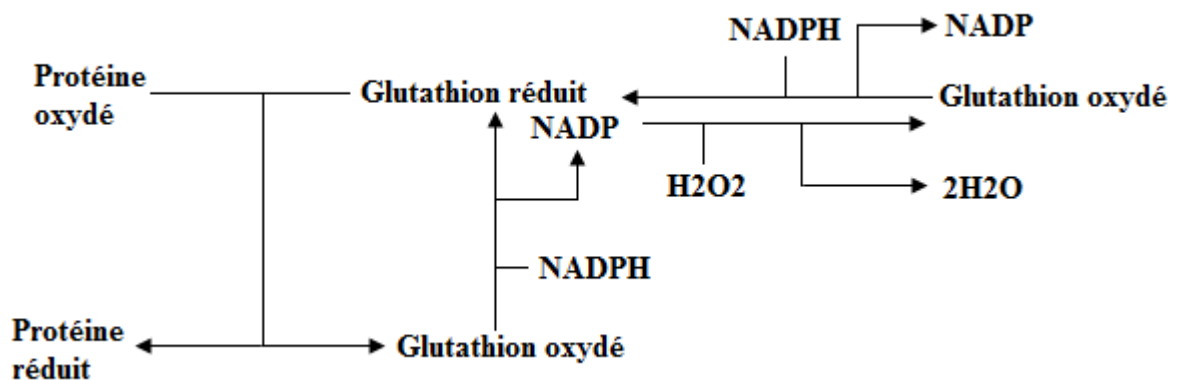 NADPH
NADP
Protéine
oxydé
Glutathion réduit
Glutathion oxydé
NADP
H2O2
2H2O
NADPH
Protéine
réduit
Glutathion oxydé